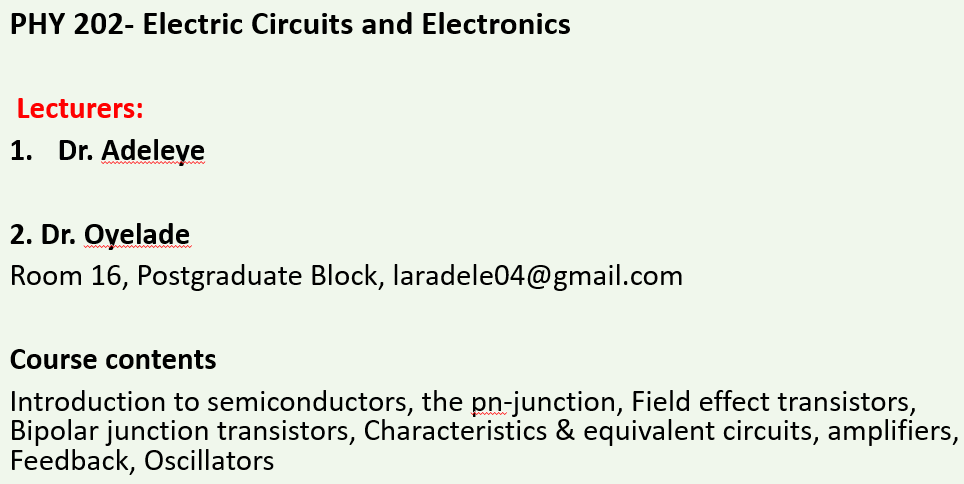 PHY 202- Electric Circuits and Electronics
Lecturers:
1. Dr. Adeleye
2. Dr. Oyelade
Room 16, Postgraduate Block, laradele04@gmail.com
Course contents
Introduction to semiconductors, the pn-junction, Field effect transistors,
Bipolar junction transistors, Characteristics & equivalent circuits, amplifiers,
Feedback, Oscillators